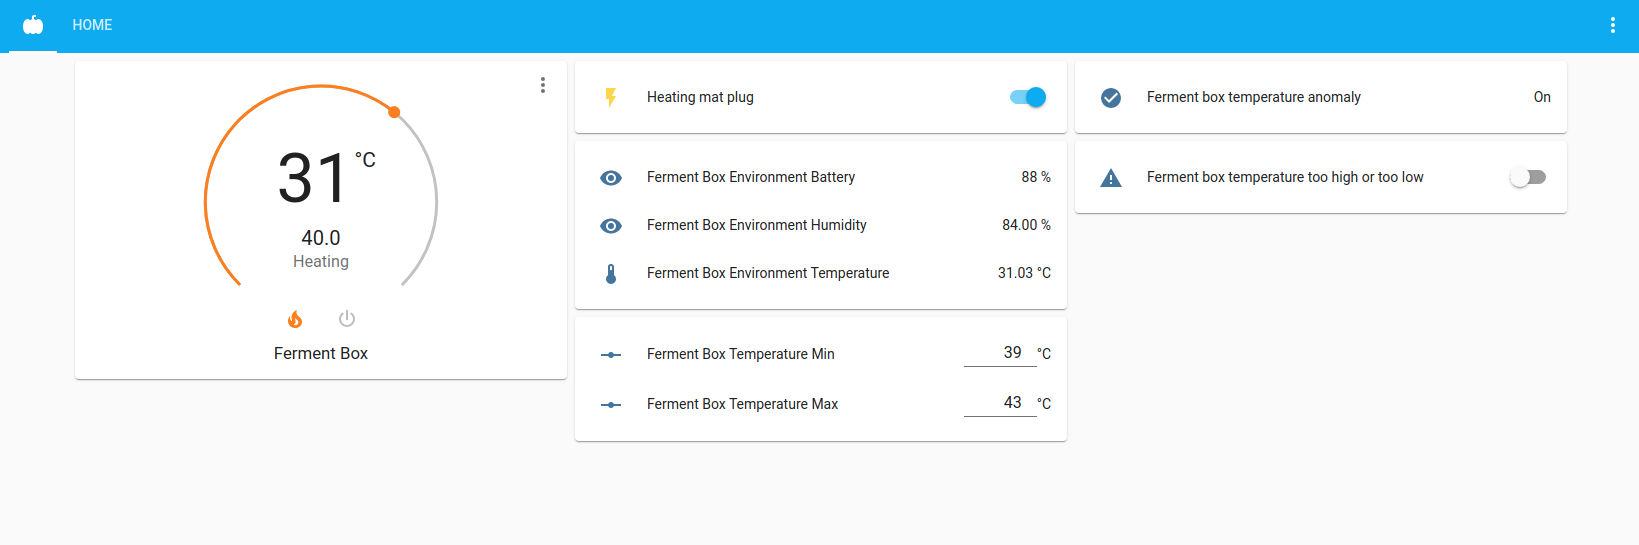 HOME
31 °C
40.0
Heating
Ferment Box
Heating mat plug
Ferment Box Environment Battery 88 %
Ferment Box Environment Humidity 84.00 %
Ferment Box Environment Temperature 31.03 °C
Ferment Box Temperature Min 39 °C
Ferment Box Temperature Max 43 °C
Ferment box temperature anomaly On
Ferment box temperature too high or too low